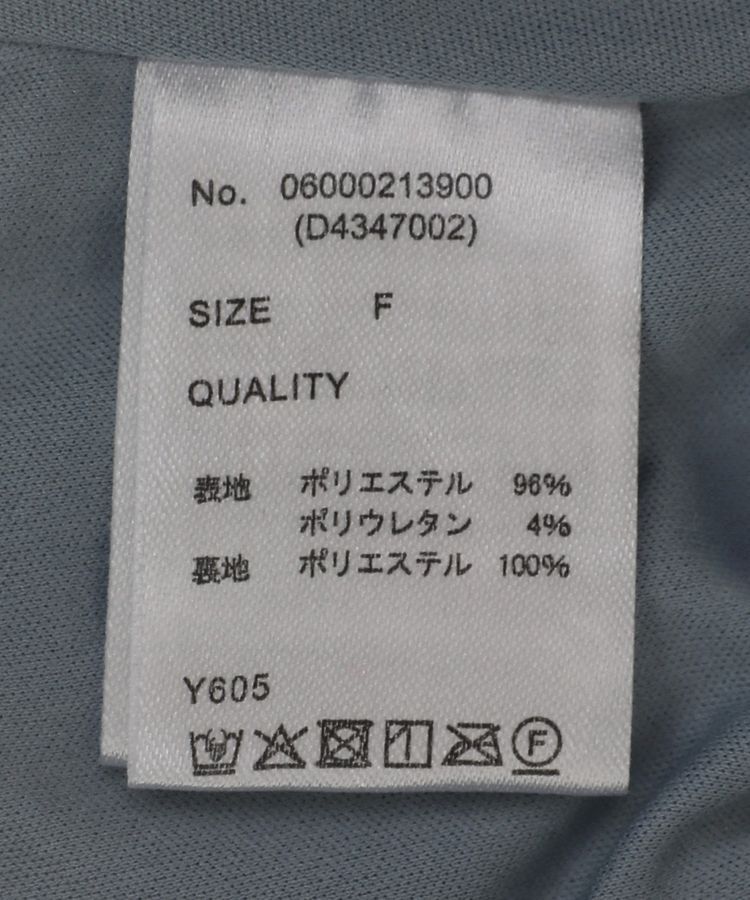 No. 06000213900
(D4347002)
SIZE F
QUALITY
表地 ポリエステル 96%
ポリウレタン 4%
裏地 ポリエステル 100%
Y605
F